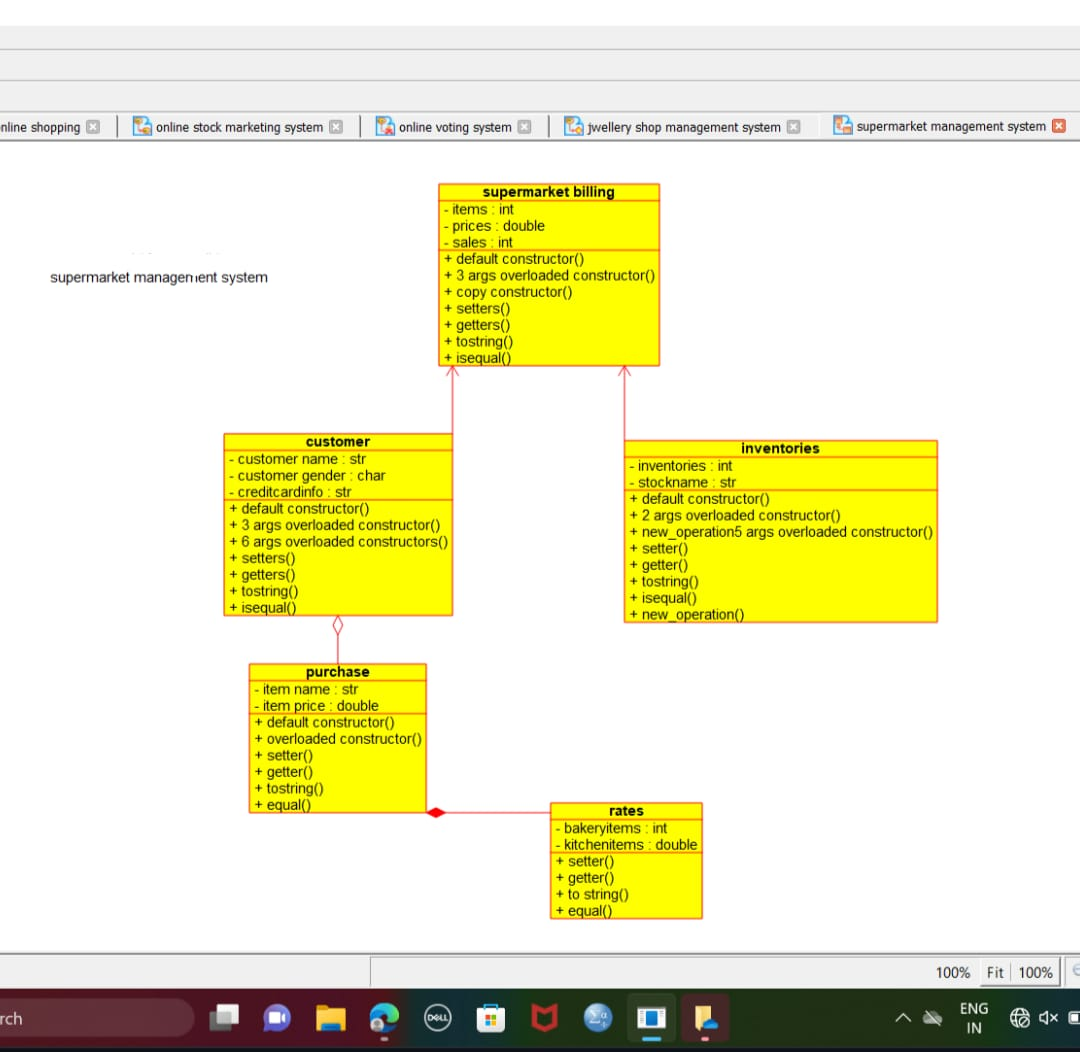 nline shopping
online stock marketing system
online voting system
jwellery shop management system
supermarket management system
supermarket billing
- items : int
- prices : double
- sales : int
+ default constructor()
+ 3 args overloaded constructor()
+ copy constructor()
+ setters()
+ getters()
+ tostring()
+ isequal()
supermarket management system
customer
- customer name : str
- customer gender : char
- creditcardinfo : str
+ default constructor()
+ 3 args overloaded constructor()
+ 6 args overloaded constructors()
+ setters()
+ getters()
+ tostring()
+ isequal()
inventories
- inventories : int
- stockname : str
+ default constructor()
+ 2 args overloaded constructor()
+ new_operation5 args overloaded constructor()
+ setter()
+ getter()
+ tostring()
+ isequal()
+ new_operation()
purchase
- item name : str
- item price : double
+ default constructor()
+ overloaded constructor()
+ setter()
+ getter()
+ tostring()
+ equal()
rates
- bakeryitems : int
- kitchenitems : double
+ setter()
+ getter()
+ to string()
+ equal()
100% Fit 100%
rch
DELL
ENG
IN